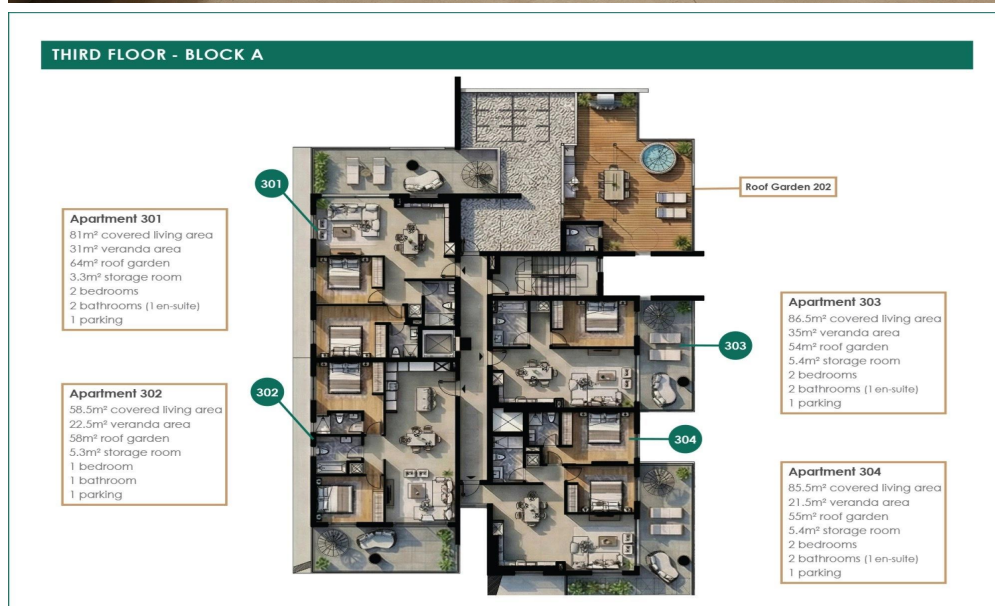 THIRD FLOOR - BLOCK A
301
Roof Garden 202
Apartment 301
81m² covered living area
31m² veranda area
64m² roof garden
3.3m² storage room
2 bedrooms
2 bathrooms (1 en-suite)
1 parking
303
Apartment 303
86.5m² covered living area
35m² veranda area
54m² roof garden
5.4m² storage room
2 bedrooms
2 bathrooms (1 en-suite)
1 parking
302
Apartment 302
58.5m² covered living area
22.5m² veranda area
58m² roof garden
5.3m² storage room
1 bedroom
1 bathroom
1 parking
304
Apartment 304
85.5m² covered living area
21.5m² veranda area
55m² roof garden
5.4m² storage room
2 bedrooms
2 bathrooms (1 en-suite)
1 parking